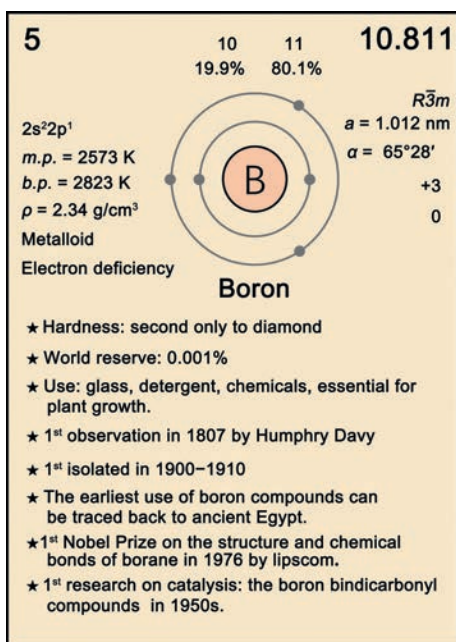 5
10 11
19.9% 80.1%
10.811
2s²2p¹
m.p. = 2573 K
b.p. = 2823 K
ρ = 2.34 g/cm³
Metalloid
Electron deficiency
B
R3̅m
a = 1.012 nm
α = 65°28′
+3
0
Boron
★ Hardness: second only to diamond
★ World reserve: 0.001%
★ Use: glass, detergent, chemicals, essential for
plant growth.
★ 1st observation in 1807 by Humphry Davy
★ 1st isolated in 1900−1910
★ The earliest use of boron compounds can
be traced back to ancient Egypt.
★1st Nobel Prize on the structure and chemical
bonds of borane in 1976 by lipscom.
★ 1st research on catalysis: the boron bindicarbonyl
compounds in 1950s.